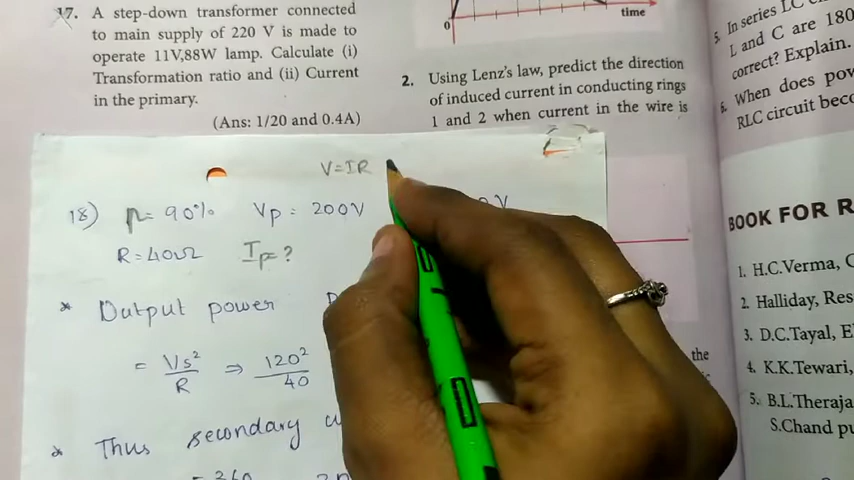 17. A step-down transformer connected
to main supply of 220 V is made to
operate 11V,88W lamp. Calculate (i)
Transformation ratio and (ii) Current
in the primary.
(Ans: 1/20 and 0.4A)
0
time
2. Using Lenz's law, predict the direction
of induced current in conducting rings
1 and 2 when current in the wire is
5. In series LC
L and C are 180
correct? Explain.
6. When does pow
RLC circuit beco
the
BOOK FOR R
1. H.C.Verma,
2. Halliday, Res
3. D.C.Tayal, E
4. K.K.Tewari,
5. B.L.Theraja
S.Chand pu
V=IR
18) η= 90% Vp = 200V V
R=40Ω Ip=?
* Output power
= Vs²/R ⇒ 120²/40
* Thus secondary